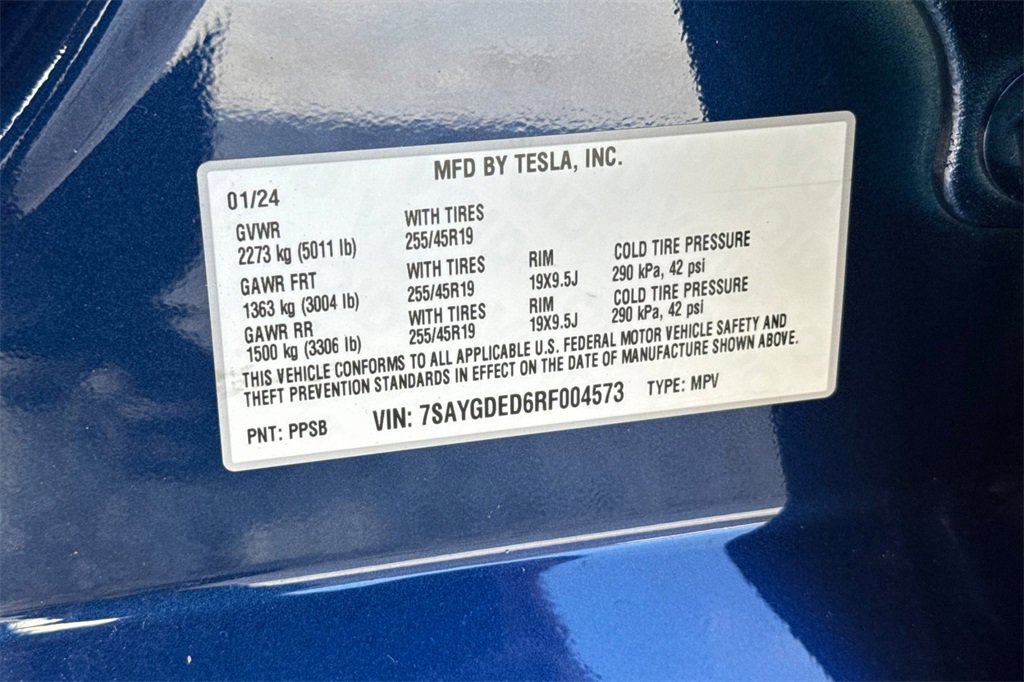 MFD BY TESLA, INC.
01/24
GVWR WITH TIRES
2273 kg (5011 lb) 255/45R19
GAWR FRT WITH TIRES RIM COLD TIRE PRESSURE
1363 kg (3004 lb) 255/45R19 19X9.5J 290 kPa, 42 psi
GAWR RR WITH TIRES RIM COLD TIRE PRESSURE
1500 kg (3306 lb) 255/45R19 19X9.5J 290 kPa, 42 psi
THIS VEHICLE CONFORMS TO ALL APPLICABLE U.S. FEDERAL MOTOR VEHICLE SAFETY AND
THEFT PREVENTION STANDARDS IN EFFECT ON THE DATE OF MANUFACTURE SHOWN ABOVE.
PNT: PPSB VIN: 7SAYGDED6RF004573 TYPE: MPV